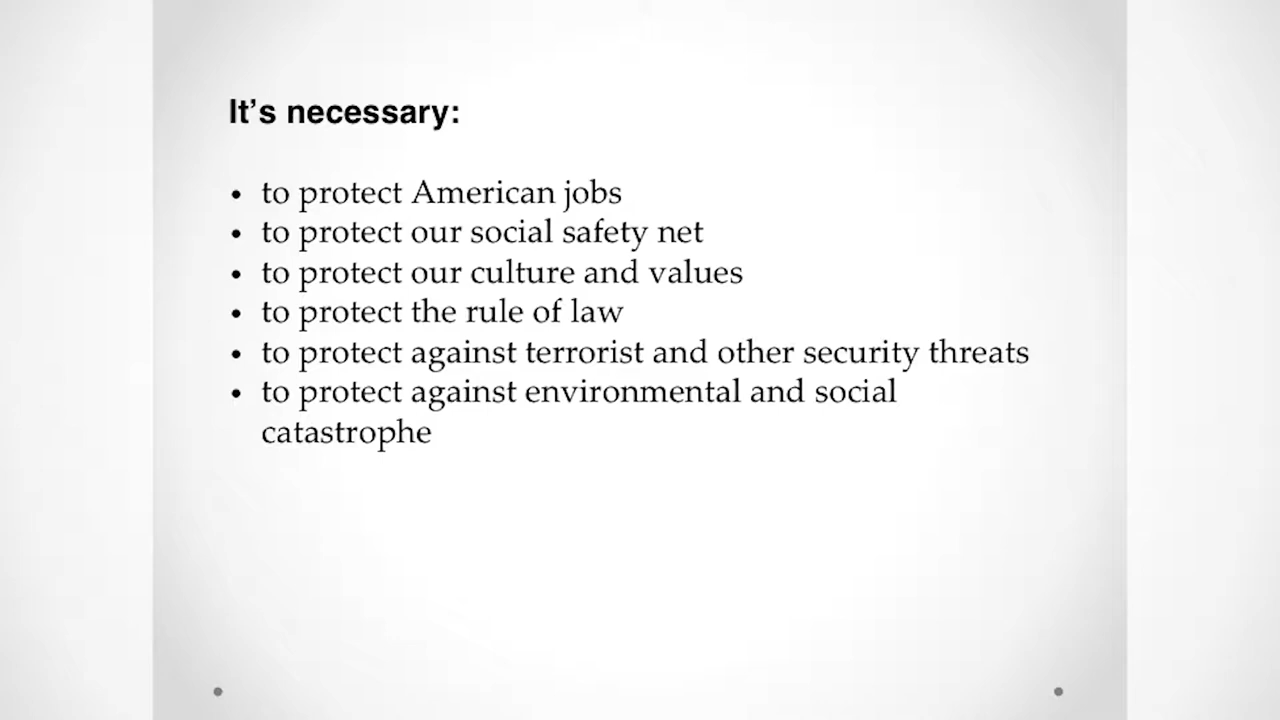 It's necessary:
• to protect American jobs
• to protect our social safety net
• to protect our culture and values
• to protect the rule of law
• to protect against terrorist and other security threats
• to protect against environmental and social
catastrophe